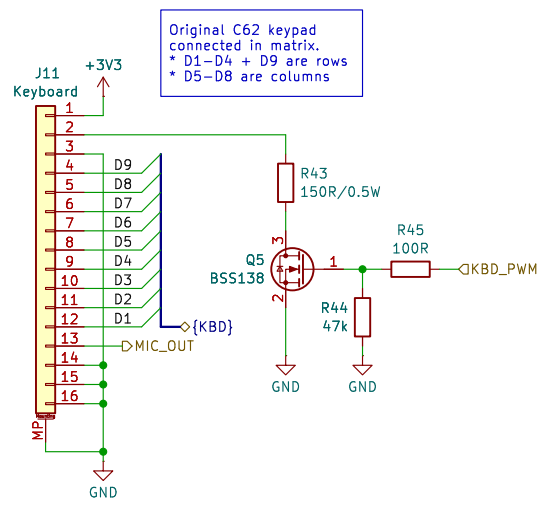 Original C62 keypad
connected in matrix.
* D1-D4 + D9 are rows
* D5-D8 are columns
J11
Keyboard
+3V3
1
2
3
4
5
6
7
8
9
10
11
12
13
14
15
16
MP
D9
D8
D7
D6
D5
D4
D3
D2
D1
{KBD}
MIC_OUT
GND
R43
150R/0.5W
Q5
BSS138
3
1
2
R45
100R
KBD_PWM
R44
47k
GND
GND